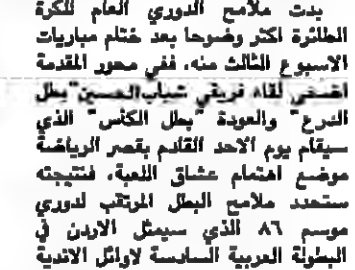 بدت ملامح الدوري العام للكرة
الطائرة اكثر وضوحا بعد ختام مباريات
الاسبوع الثالث منه، ففي محور المقدمة
اضحى لقاء فريقي شباب الحسين "بطل
الدرع" والعودة "بطل الكأس" الذي
سيقام يوم الاحد القادم بقصر الرياضة
موضع اهتمام عشاق اللعبة، فنتيجته
ستحدد ملامح البطل المرتقب لدوري
موسم ٨٦ الذي سيمثل الاردن في
البطولة العربية السادسة لاوائل الاندية